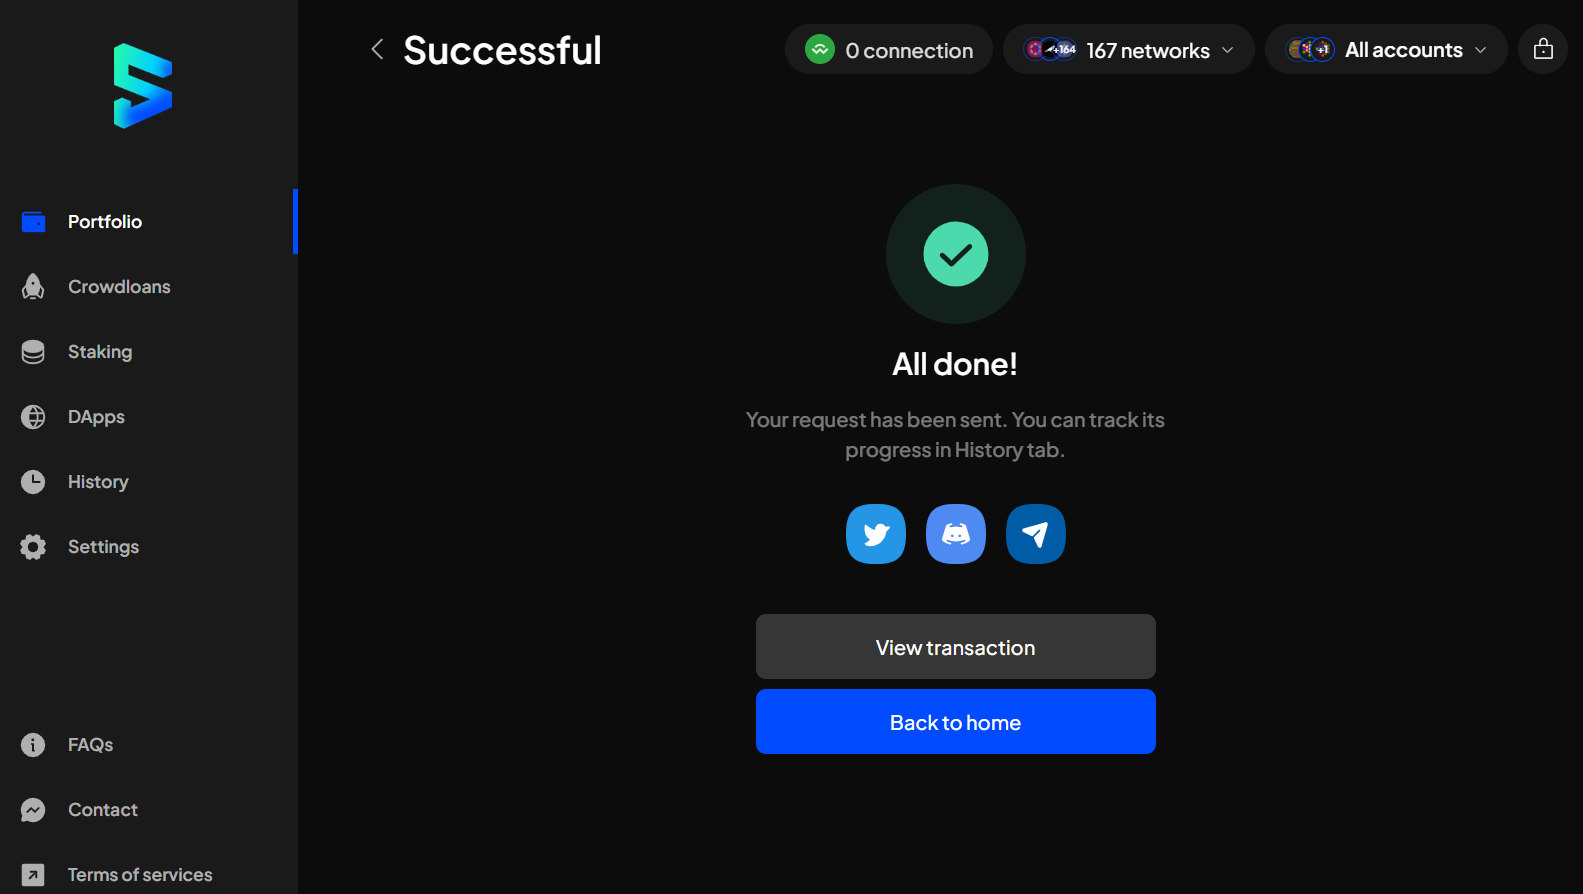 Successful
0 connection
+164
167 networks
+1
All accounts
Portfolio
Crowdloans
Staking
DApps
History
Settings
All done!
Your request has been sent. You can track its
progress in History tab.
View transaction
Back to home
FAQs
Contact
Terms of services